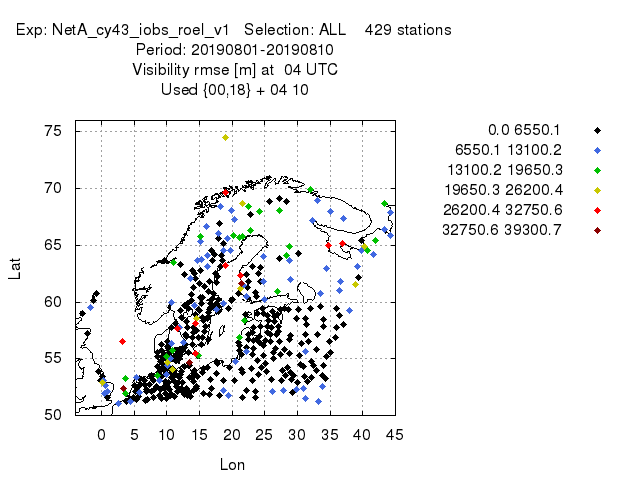 Exp: NetA_cy43_iobs_roel_v1   Selection: ALL    429 stations
Period: 20190801-20190810
Visibility rmse [m] at  04 UTC
Used {00,18} + 04 10
0.0 6550.1
6550.1 13100.2
13100.2 19650.3
19650.3 26200.4
26200.4 32750.6
32750.6 39300.7
75
70
65
60
55
50
Lat
0 5 10 15 20 25 30 35 40 45
Lon